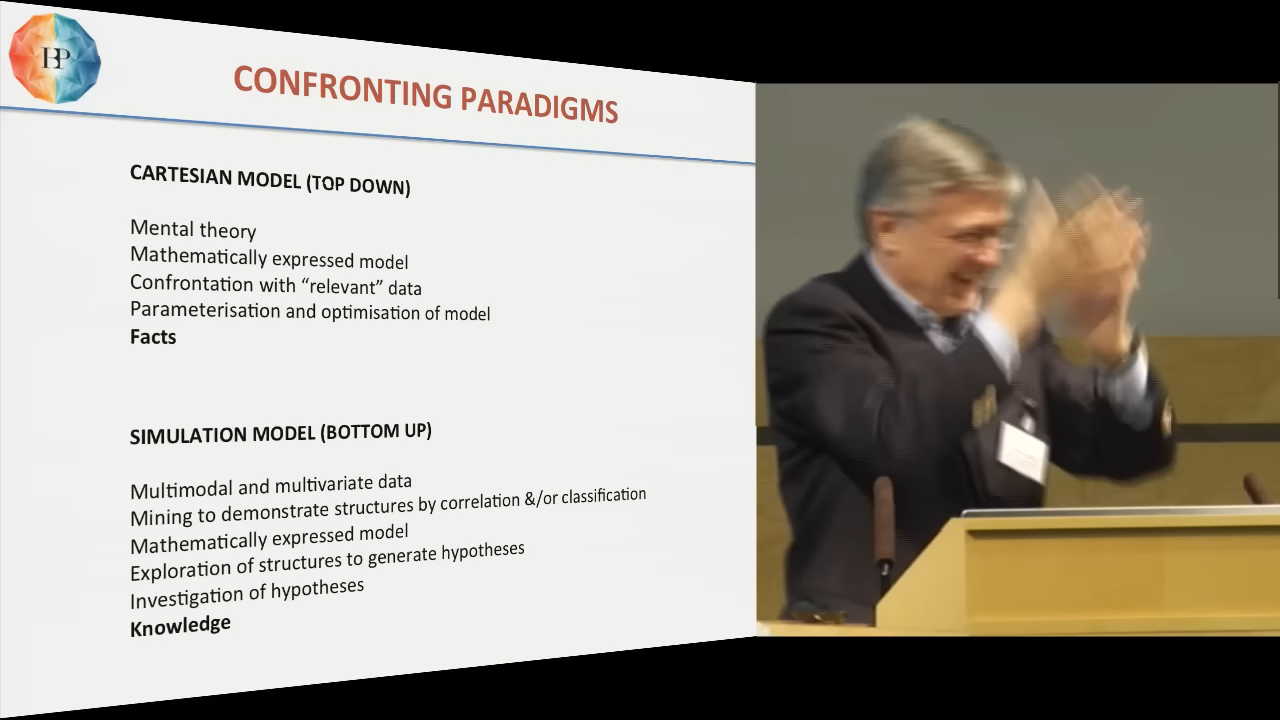 HBP
CONFRONTING PARADIGMS
CARTESIAN MODEL (TOP DOWN)
Mental theory
Mathematically expressed model
Confrontation with “relevant” data
Parameterisation and optimisation of model
Facts
SIMULATION MODEL (BOTTOM UP)
Multimodal and multivariate data
Mining to demonstrate structures by correlation &/or classification
Mathematically expressed model
Exploration of structures to generate hypotheses
Investigation of hypotheses
Knowledge